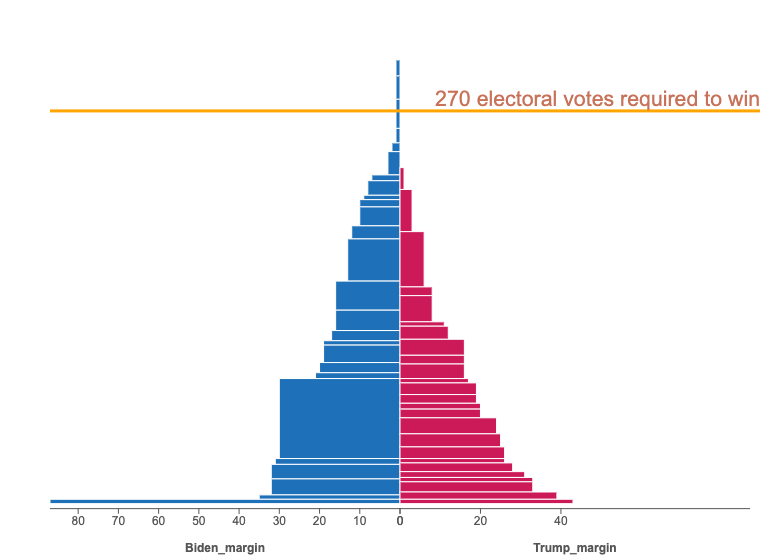 270 electoral votes required to win
80 70 60 50 40 30 20 10 0 0 20 40
Biden_margin Trump_margin